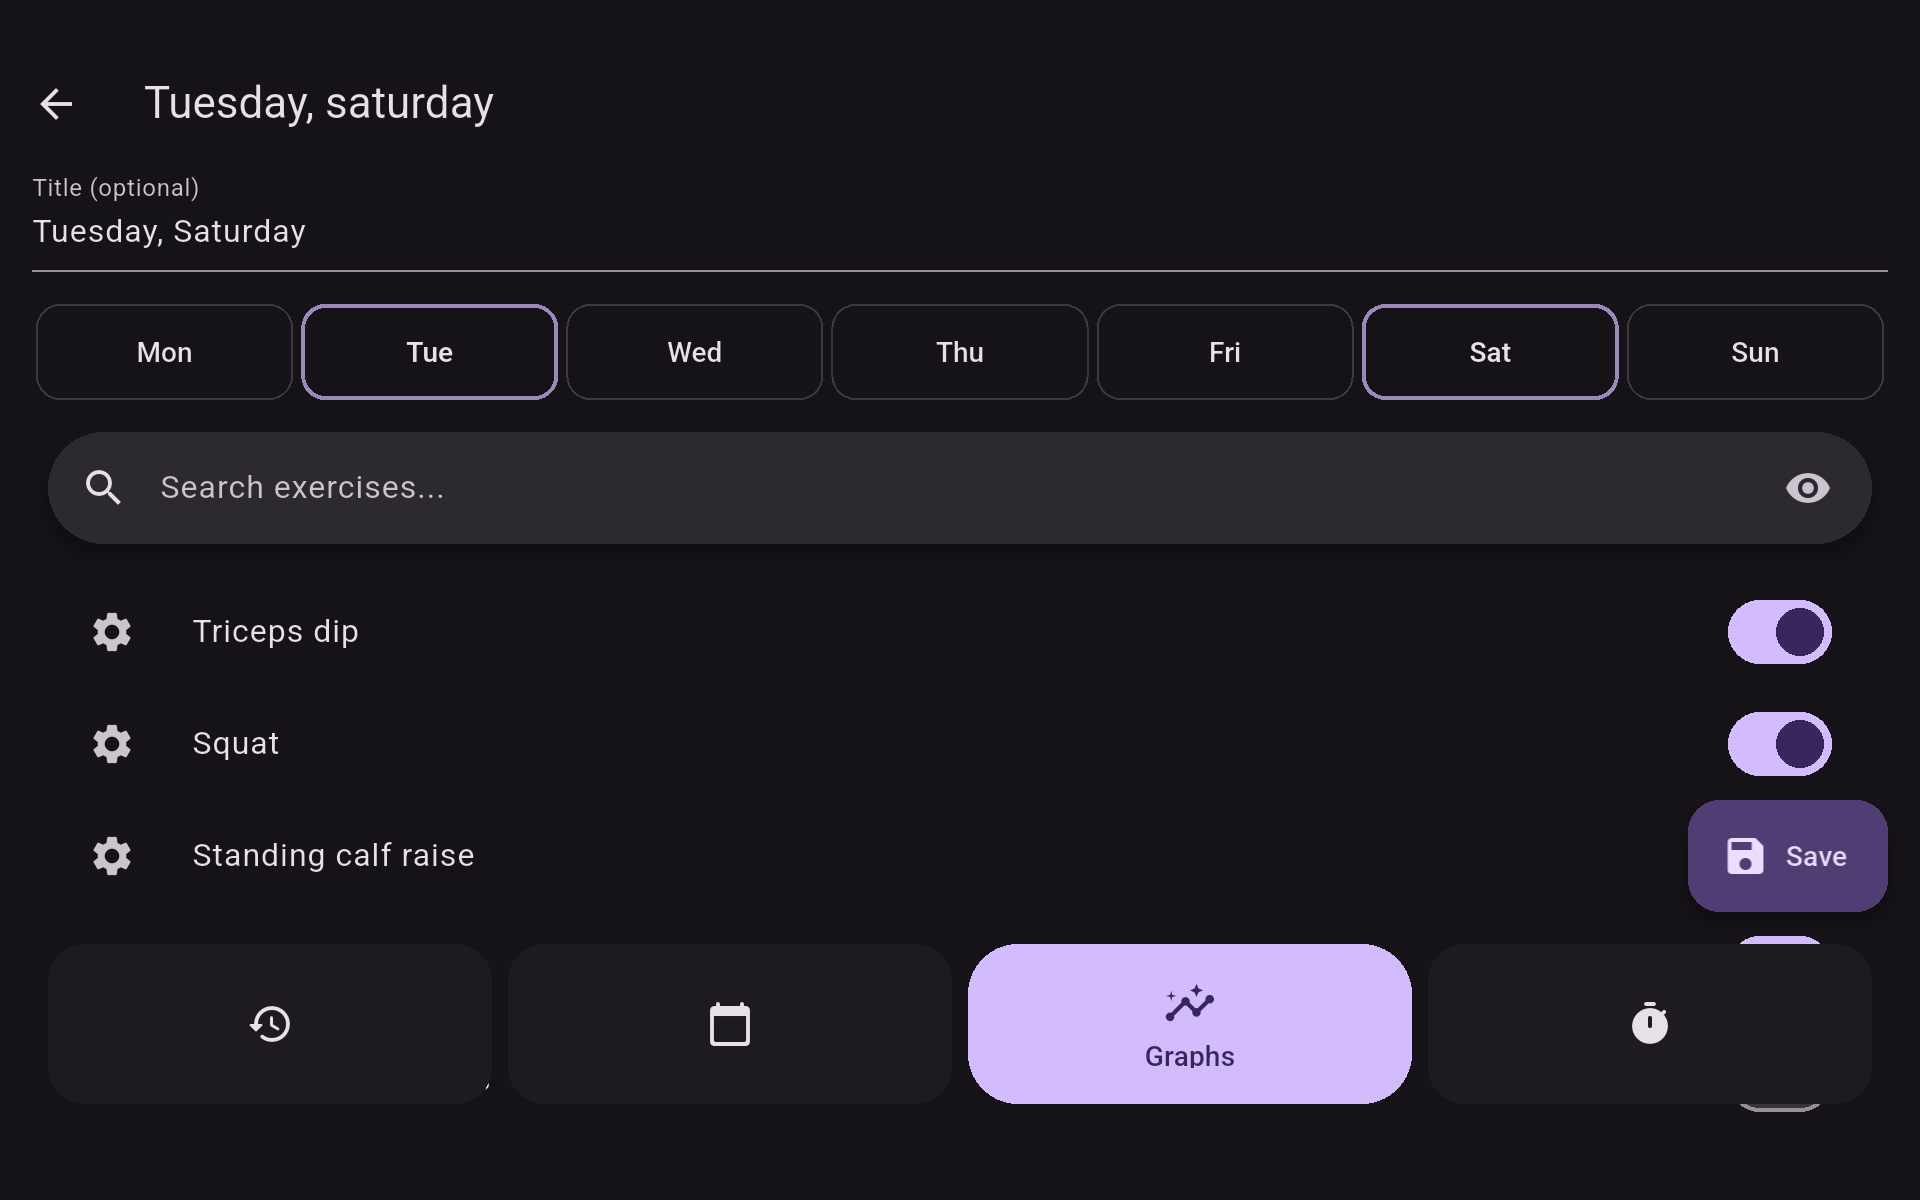 Tuesday, saturday
Title (optional)
Tuesday, Saturday
Mon Tue Wed Thu Fri Sat Sun
Search exercises...
Triceps dip
Squat
Standing calf raise
Save
Graphs